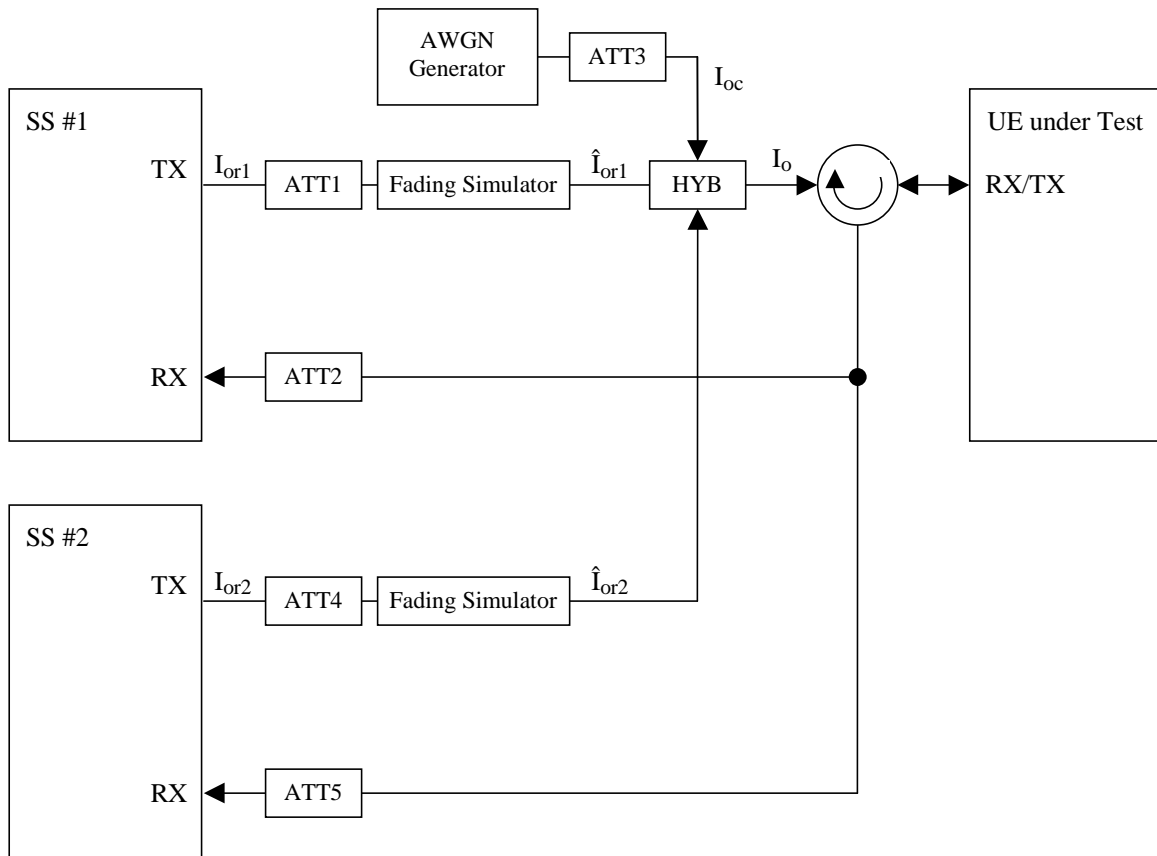 AWGN
Generator
ATT3
I_oc
SS #1
UE under Test
TX
I_or1
ATT1
Fading Simulator
Î_or1
HYB
I_o
RX/TX
RX
ATT2
SS #2
TX
I_or2
ATT4
Fading Simulator
Î_or2
RX
ATT5